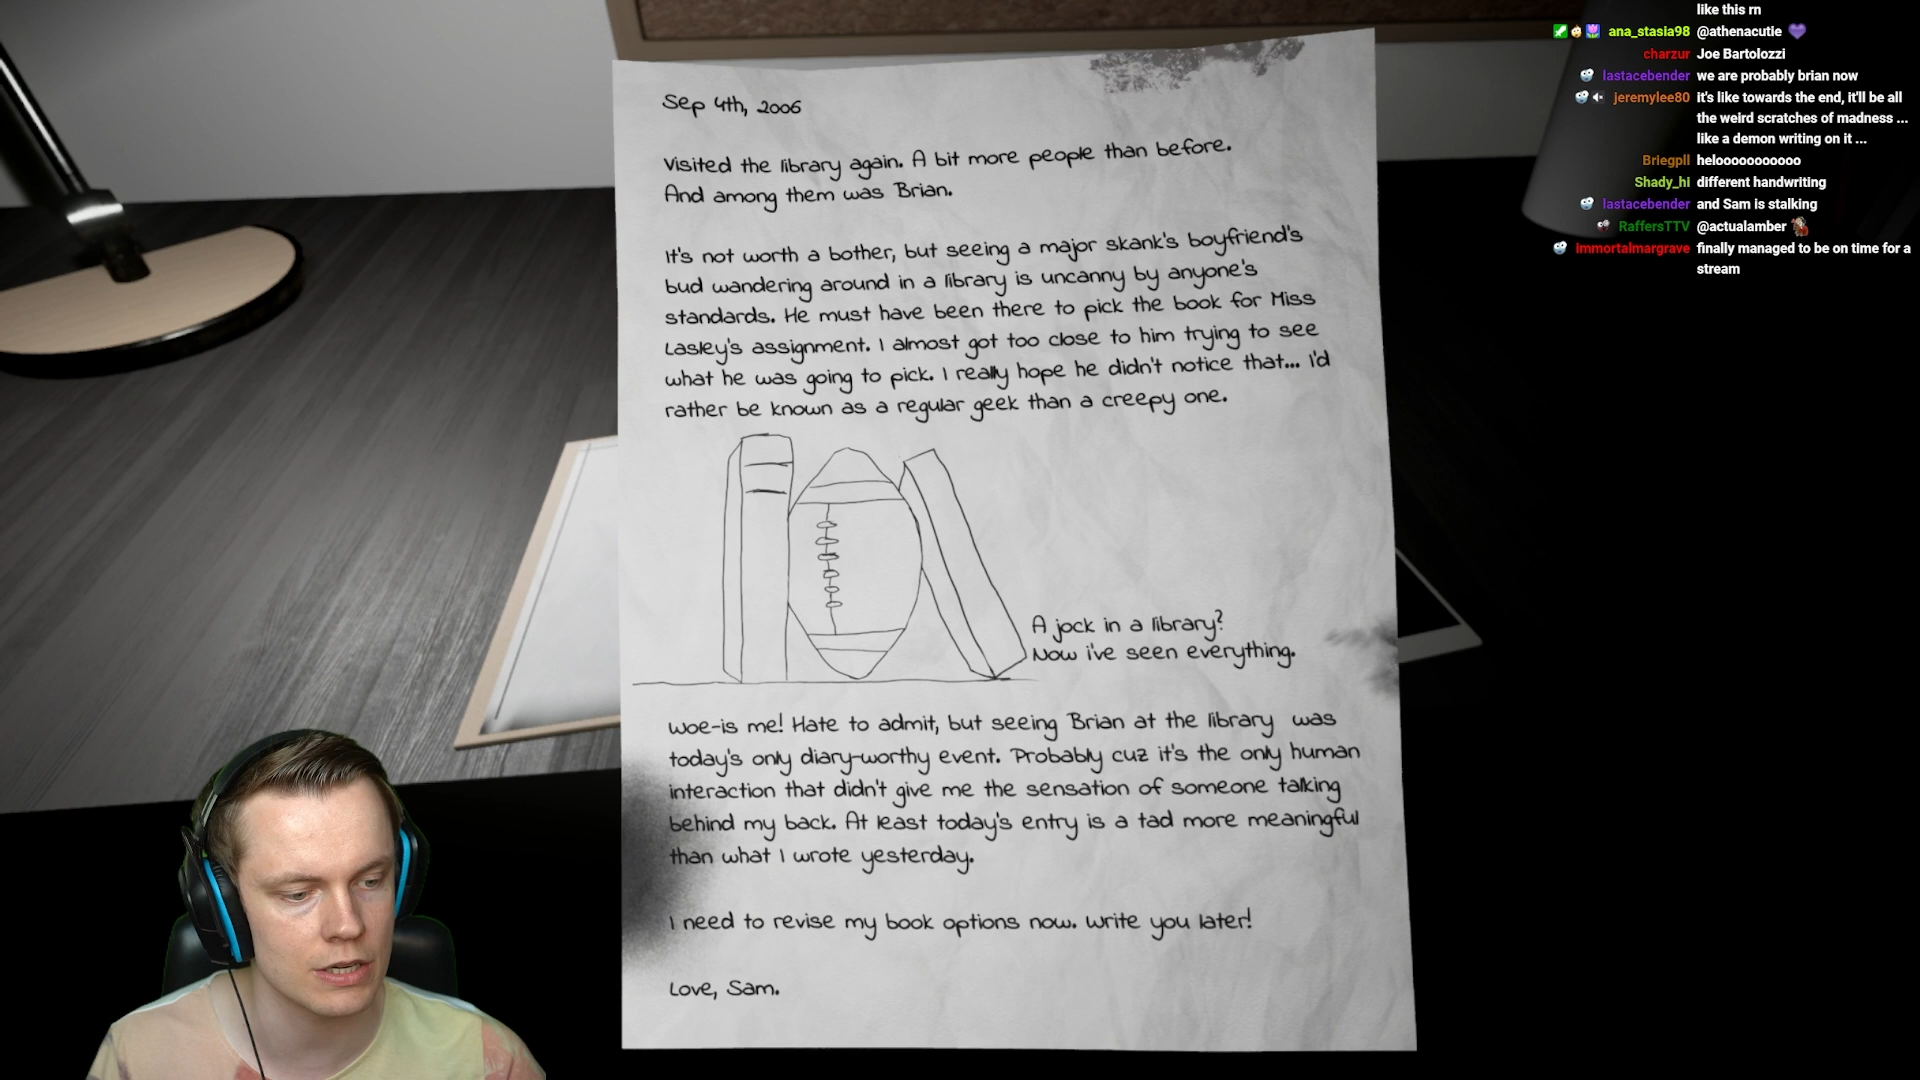 Sep 4th, 2006
Visited the library again. A bit more people than before.
And among them was Brian.
It's not worth a bother, but seeing a major skank's boyfriend's
bud wandering around in a library is uncanny by anyone's
standards. He must have been there to pick the book for Miss
Lasley's assignment. I almost got too close to him trying to see
what he was going to pick. I really hope he didn't notice that... I'd
rather be known as a regular geek than a creepy one.
A jock in a library?
Now i've seen everything.
Woe-is me! Hate to admit, but seeing Brian at the library was
today's only diary-worthy event. Probably cuz it's the only human
interaction that didn't give me the sensation of someone talking
behind my back. At least today's entry is a tad more meaningful
than what I wrote yesterday.
I need to revise my book options now. Write you later!
Love, Sam.
like this rn
ana_stasia98 @athenacutie
charzur Joe Bartolozzi
lastacebender we are probably brian now
jeremylee80 it's like towards the end, it'll be all
the weird scratches of madness ...
like a demon writing on it ...
Briegpll helooooooooooo
Shady_hi different handwriting
lastacebender and Sam is stalking
RaffersTTV @actualamber
immortalmargrave finally managed to be on time for a
stream